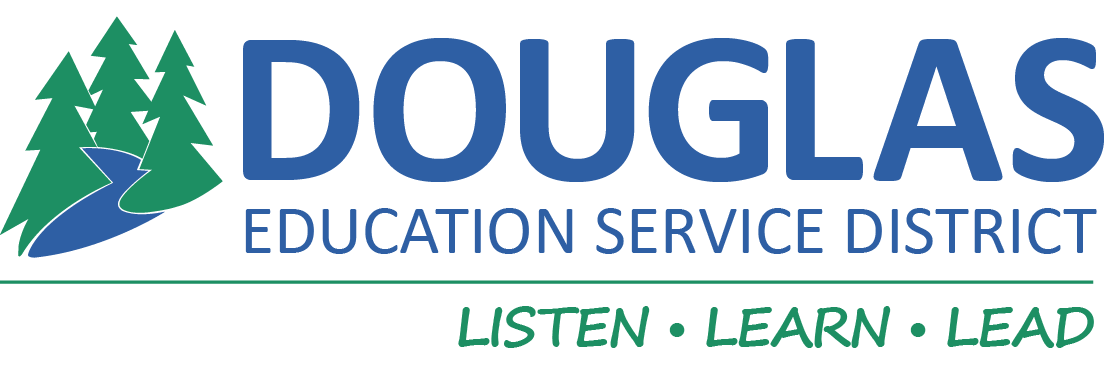 DOUGLAS
EDUCATION SERVICE DISTRICT
LISTEN • LEARN • LEAD